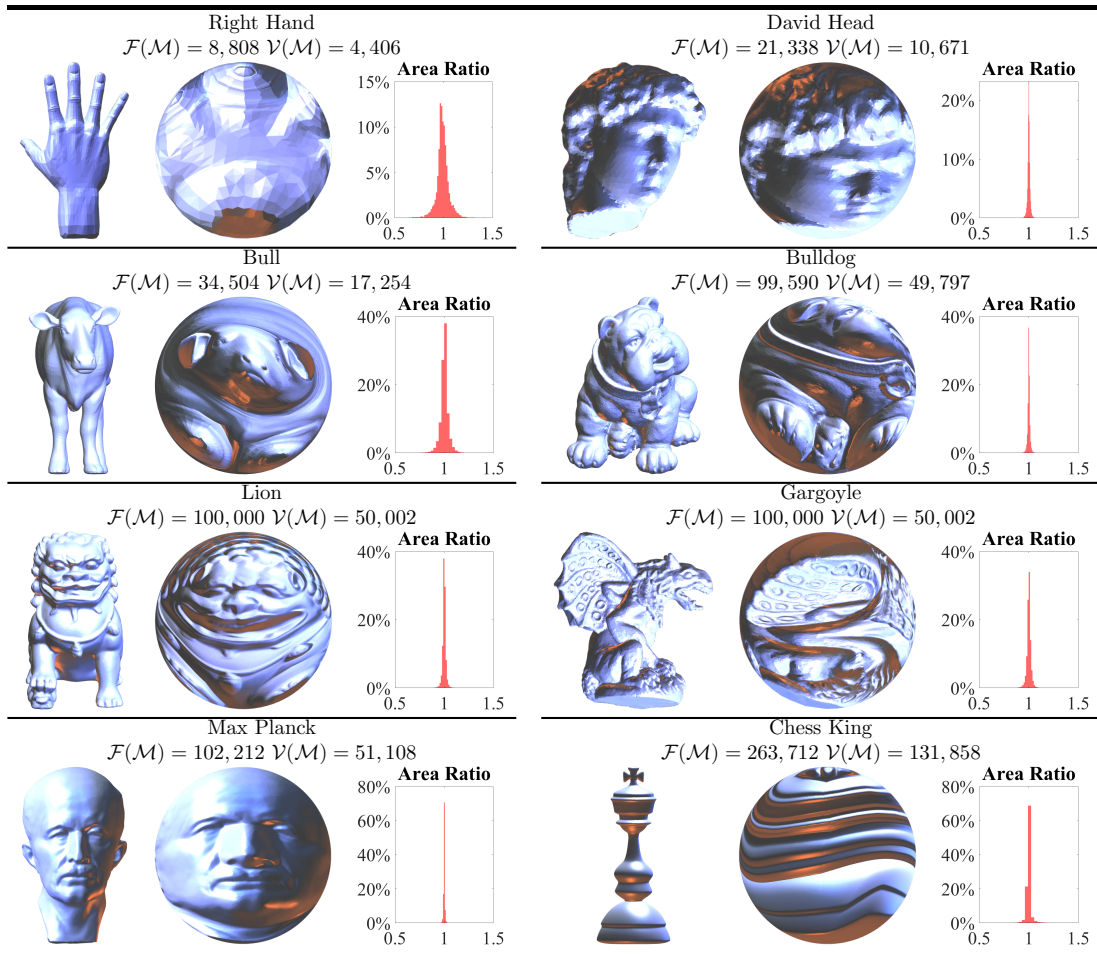 Right Hand
ℱ(ℳ) = 8,808 𝒱(ℳ) = 4,406
Area Ratio
15%
10%
5%
0%
0.5 1 1.5
David Head
ℱ(ℳ) = 21,338 𝒱(ℳ) = 10,671
Area Ratio
20%
10%
0%
0.5 1 1.5
Bull
ℱ(ℳ) = 34,504 𝒱(ℳ) = 17,254
Area Ratio
40%
20%
0%
0.5 1 1.5
Bulldog
ℱ(ℳ) = 99,590 𝒱(ℳ) = 49,797
Area Ratio
40%
20%
0%
0.5 1 1.5
Lion
ℱ(ℳ) = 100,000 𝒱(ℳ) = 50,002
Area Ratio
40%
20%
0%
0.5 1 1.5
Gargoyle
ℱ(ℳ) = 100,000 𝒱(ℳ) = 50,002
Area Ratio
40%
20%
0%
0.5 1 1.5
Max Planck
ℱ(ℳ) = 102,212 𝒱(ℳ) = 51,108
Area Ratio
80%
60%
40%
20%
0%
0.5 1 1.5
Chess King
ℱ(ℳ) = 263,712 𝒱(ℳ) = 131,858
Area Ratio
80%
60%
40%
20%
0%
0.5 1 1.5